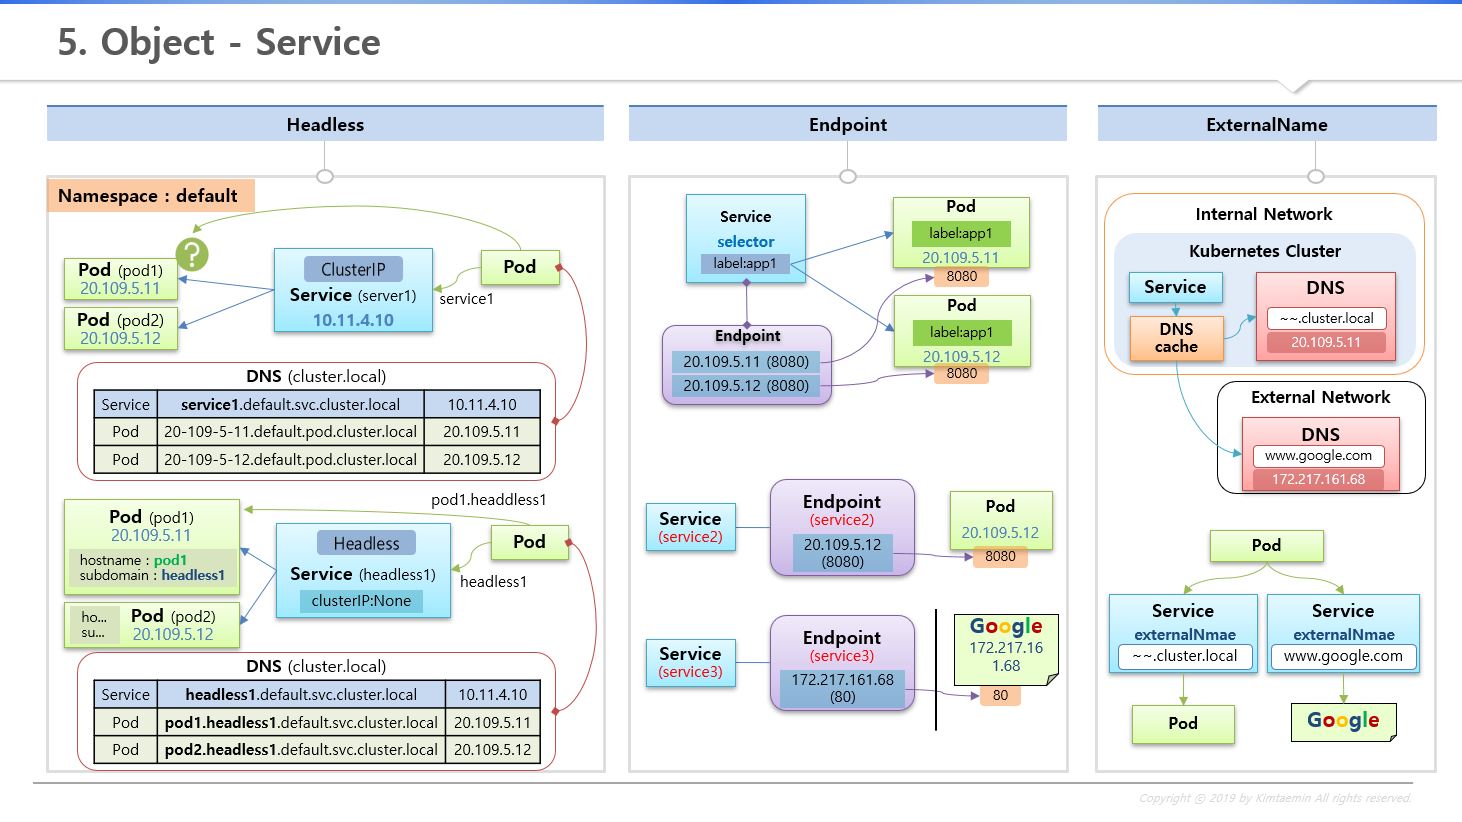 5. Object - Service
Headless
Namespace : default
?
Pod (pod1)
20.109.5.11
Pod (pod2)
20.109.5.12
ClusterIP
Service (server1)
10.11.4.10
Pod
service1
DNS (cluster.local)
Service service1.default.svc.cluster.local 10.11.4.10
Pod 20-109-5-11.default.pod.cluster.local 20.109.5.11
Pod 20-109-5-12.default.pod.cluster.local 20.109.5.12
pod1.headdless1
Pod (pod1)
20.109.5.11
hostname : pod1
subdomain : headless1
ho...
su...
Pod (pod2)
20.109.5.12
Headless
Service (headless1)
clusterIP:None
Pod
headless1
DNS (cluster.local)
Service headless1.default.svc.cluster.local 10.11.4.10
Pod pod1.headless1.default.svc.cluster.local 20.109.5.11
Pod pod2.headless1.default.svc.cluster.local 20.109.5.12
Endpoint
Service
selector
label:app1
Pod
label:app1
20.109.5.11
8080
Pod
label:app1
20.109.5.12
8080
Endpoint
20.109.5.11 (8080)
20.109.5.12 (8080)
Service
(service2)
Endpoint
(service2)
20.109.5.12
(8080)
Pod
20.109.5.12
8080
Service
(service3)
Endpoint
(service3)
172.217.161.68
(80)
Google
172.217.16
1.68
80
ExternalName
Internal Network
Kubernetes Cluster
Service
DNS
cache
DNS
~~.cluster.local
20.109.5.11
External Network
DNS
www.google.com
172.217.161.68
Pod
Service
externalNmae
~~.cluster.local
Service
externalNmae
www.google.com
Pod
Google
Copyright ⓒ 2019 by Kimtaemin All rights reserved.